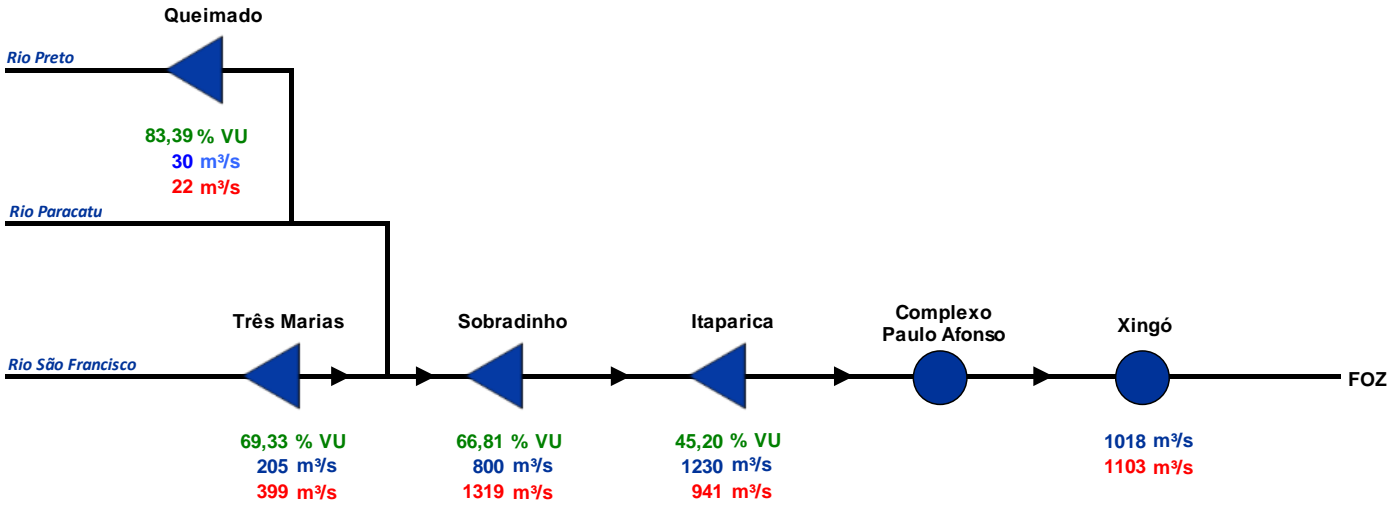 Queimado
Rio Preto
83,39 % VU
30 m³/s
22 m³/s
Rio Paracatu
Três Marias
Sobradinho
Itaparica
Complexo
Paulo Afonso
Xingó
Rio São Francisco
FOZ
69,33 % VU
205 m³/s
399 m³/s
66,81 % VU
800 m³/s
1319 m³/s
45,20 % VU
1230 m³/s
941 m³/s
1018 m³/s
1103 m³/s